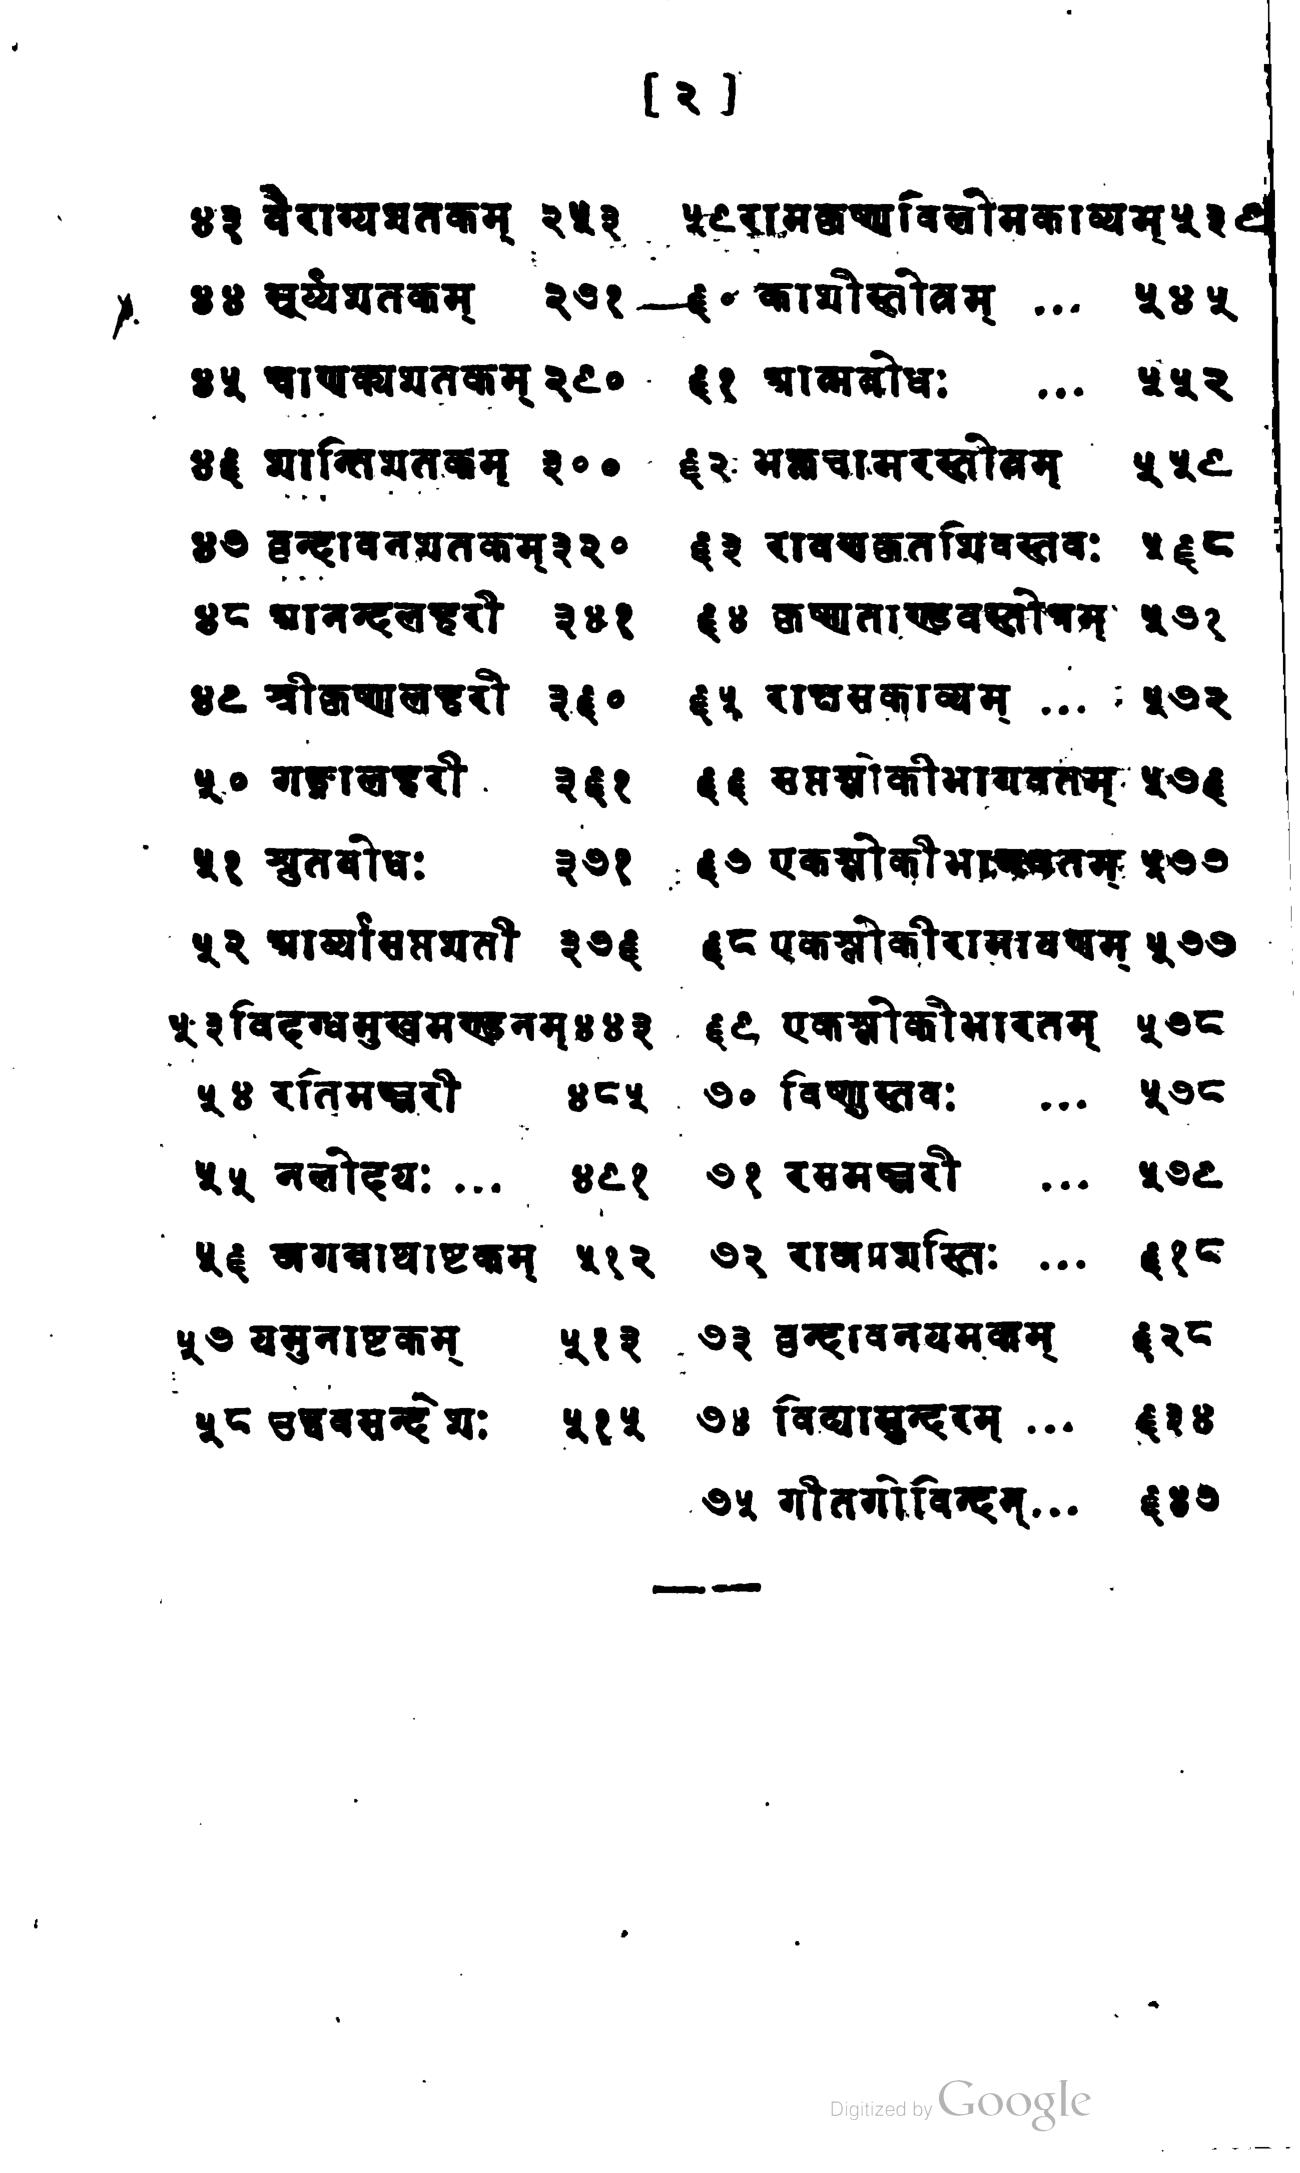 [ २ ]
४३ वैराग्यशतकम् २५३
४४ सूर्य्यशतकम् २७१
४५ चाणक्यशतकम् २९०
४६ शान्तिशतकम् ३००
४७ वृन्दावनशतकम् ३२०
४८ आनन्दलहरी ३४१
४९ श्रीकृष्णलहरी ३६०
५० गङ्गालहरी ३६१
५१ श्रुतबोधः ३७१
५२ आर्य्यासप्तशती ३७६
५३ विदग्धमुखमण्डनम् ४४३
५४ रतिमञ्जरी ४८५
५५ नलोदयः ... ४९१
५६ जगन्नाथाष्टकम् ५१२
५७ यमुनाष्टकम् ५१३
५८ उद्धवसन्देशः ५१५
५९ रामकृष्णविलोमकाव्यम् ५३९
६० काशीस्तोत्रम् ... ५४५
६१ आत्मबोधः ... ५५२
६२ भक्तचामरस्तोत्रम् ५५९
६३ रावणकृतशिवस्तवः ५६८
६४ कृष्णताण्डवस्तोत्रम् ५७१
६५ राक्षसकाव्यम् ... ५७२
६६ सप्तश्लोकीभागवतम् ५७६
६७ एकश्लोकीभागवतम् ५७७
६८ एकश्लोकीरामायणम् ५७७
६९ एकश्लोकीभारतम् ५७८
७० विष्णुस्तवः ... ५७८
७१ रसमञ्जरी ... ५७९
७२ राजप्रशस्तिः ... ६१८
७३ वृन्दावनयमकम् ६२८
७४ विद्यासुन्दरम् ... ६३४
७५ गीतगोविन्दम् ... ६४७
Digitized by Google